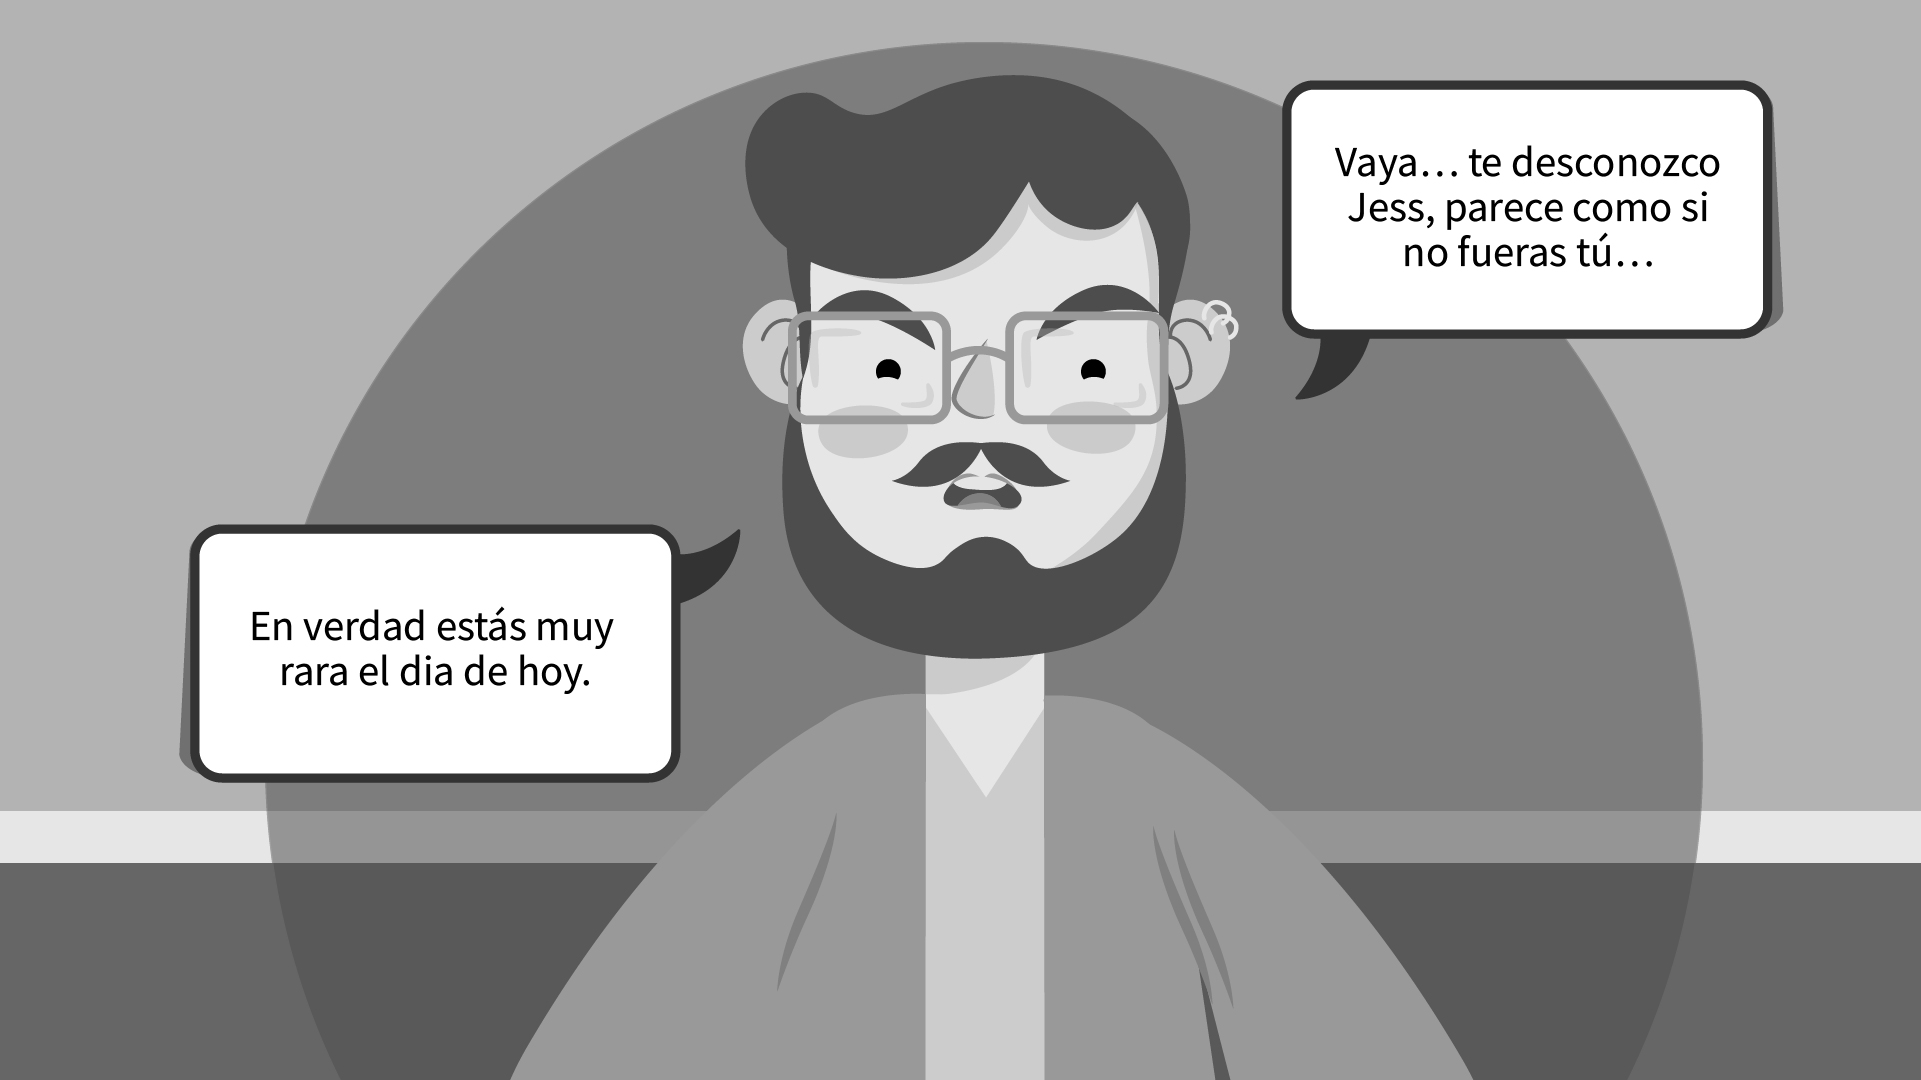 Vaya… te desconozco
Jess, parece como si
no fueras tú…
En verdad estás muy
rara el dia de hoy.